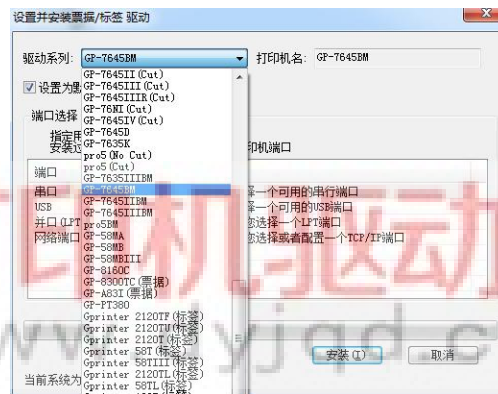 设置并安装票据/标签 驱动
驱动系列: GP-7645BM 打印机名: GP-7645BM
GP-7645II(Cut)
设置为默
GP-7645III(Cut)
GP-7645IIIR(Cut)
端口选择
GP-76NI(Cut)
GP-7645IV(Cut)
指定用
GP-7645D
安装过
GP-7635K
印机端口
pro5(No Cut)
pro5(Cut)
端口
GP-7635IIIBM
串口
GP-7645BM
择一个可用的串行端口
USB
GP-7645IIBM
择一个可用的USB端口
GP-7645IIIBM
并口(LPT
pro5BM
您选择一个LPT端口
网络端口
GP-58MA
您选择或者配置一个TCP/IP端口
GP-58MB
GP-58MBIII
GP-8160C
GP-8300TC(票据)
GP-A83I(票据)
GP-PT380
Gprinter 2120TF(标签)
Gprinter 2120TU(标签)
Gprinter 2120T(标签)
Gprinter 58T(标签)
安装(I) 取消
Gprinter 58TIII(标签)
Gprinter 2120TL(标签)
当前系统为
Gprinter 58TL(标签)
印机驱动